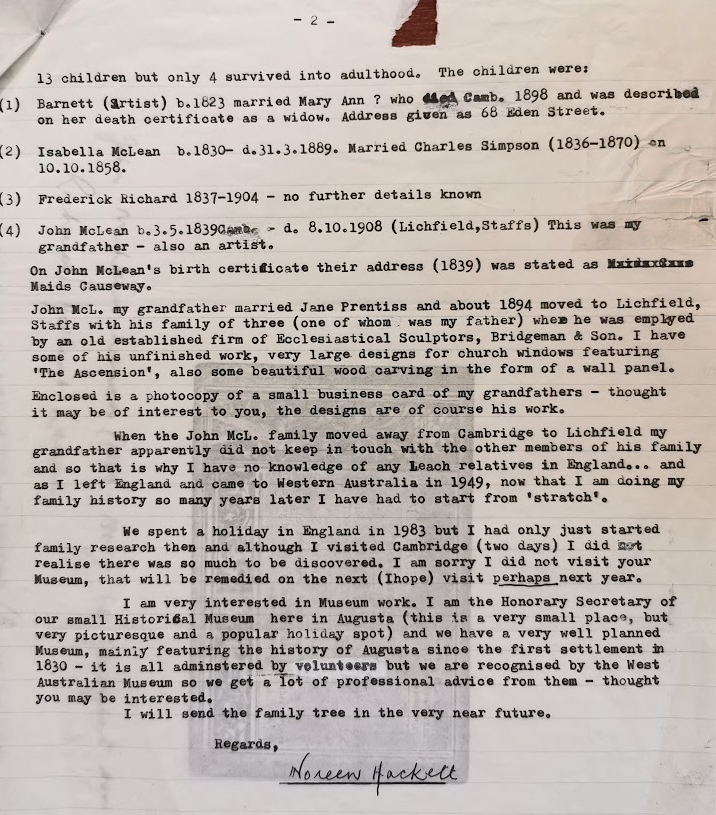 - 2 -
13 children but only 4 survived into adulthood. The children were:
(1) Barnett (Artist) b.1823 married Mary Ann ? who died Camb. 1898 and was described
on her death certificate as a widow. Address given as 68 Eden Street.
(2) Isabella McLean b.1830- d.31.3.1889. Married Charles Simpson (1836-1870) on
10.10.1858.
(3) Frederick Richard 1837-1904 - no further details known
(4) John McLean b.3.5.1839Camb. - d. 8.10.1908 (Lichfield,Staffs) This was my
grandfather - also an artist.
On John McLean's birth certificate their address (1839) was stated as
Maids Causeway.
John McL. my grandfather married Jane Prentiss and about 1894 moved to Lichfield,
Staffs with his family of three (one of whom . was my father) where he was emplyed
by an old established firm of Ecclesiastical Sculptors, Bridgeman & Son. I have
some of his unfinished work, very large designs for church windows featuring
'The Ascension', also some beautiful wood carving in the form of a wall panel.
Enclosed is a photocopy of a small business card of my grandfathers - thought
it may be of interest to you, the designs are of course his work.
When the John McL. family moved away from Cambridge to Lichfield my
grandfather apparently did not keep in touch with the other members of his family
and so that is why I have no knowledge of any Leach relatives in England... and
as I left England and came to Western Australia in 1949, now that I am doing my
family history so many years later I have had to start from 'stratch'.
We spent a holiday in England in 1983 but I had only just started
family research then and although I visited Cambridge (two days) I did not
realise there was so much to be discovered. I am sorry I did not visit your
Museum, that will be remedied on the next (Ihope) visit perhaps next year.
I am very interested in Museum work. I am the Honorary Secretary of
our small Historical Museum here in Augusta (this is a very small place, but
very picturesque and a popular holiday spot) and we have a very well planned
Museum, mainly featuring the history of Augusta since the first settlement in
1830 - it is all adminstered by volunteers but we are recognised by the West
Australian Museum so we get a lot of professional advice from them - thought
you may be interested.
I will send the family tree in the very near future.
Regards,
Noreen Hackett